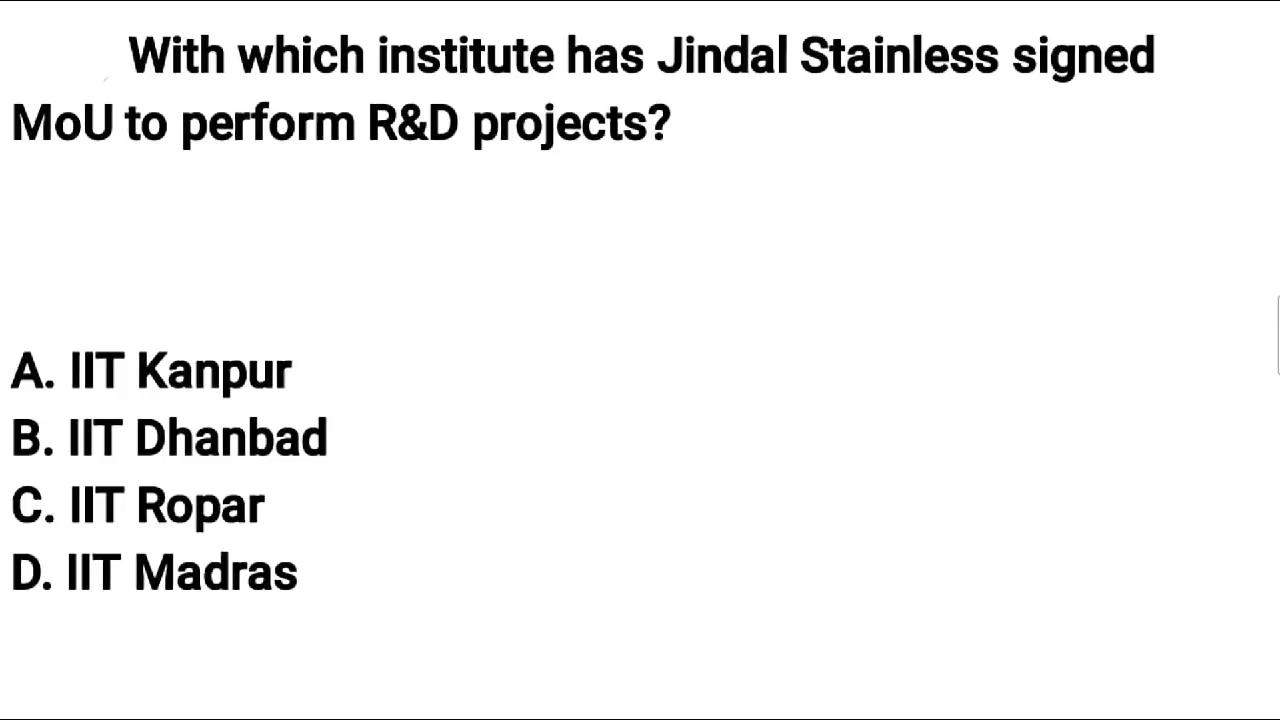 With which institute has Jindal Stainless signed
MoU to perform R&D projects?
A. IIT Kanpur
B. IIT Dhanbad
C. IIT Ropar
D. IIT Madras